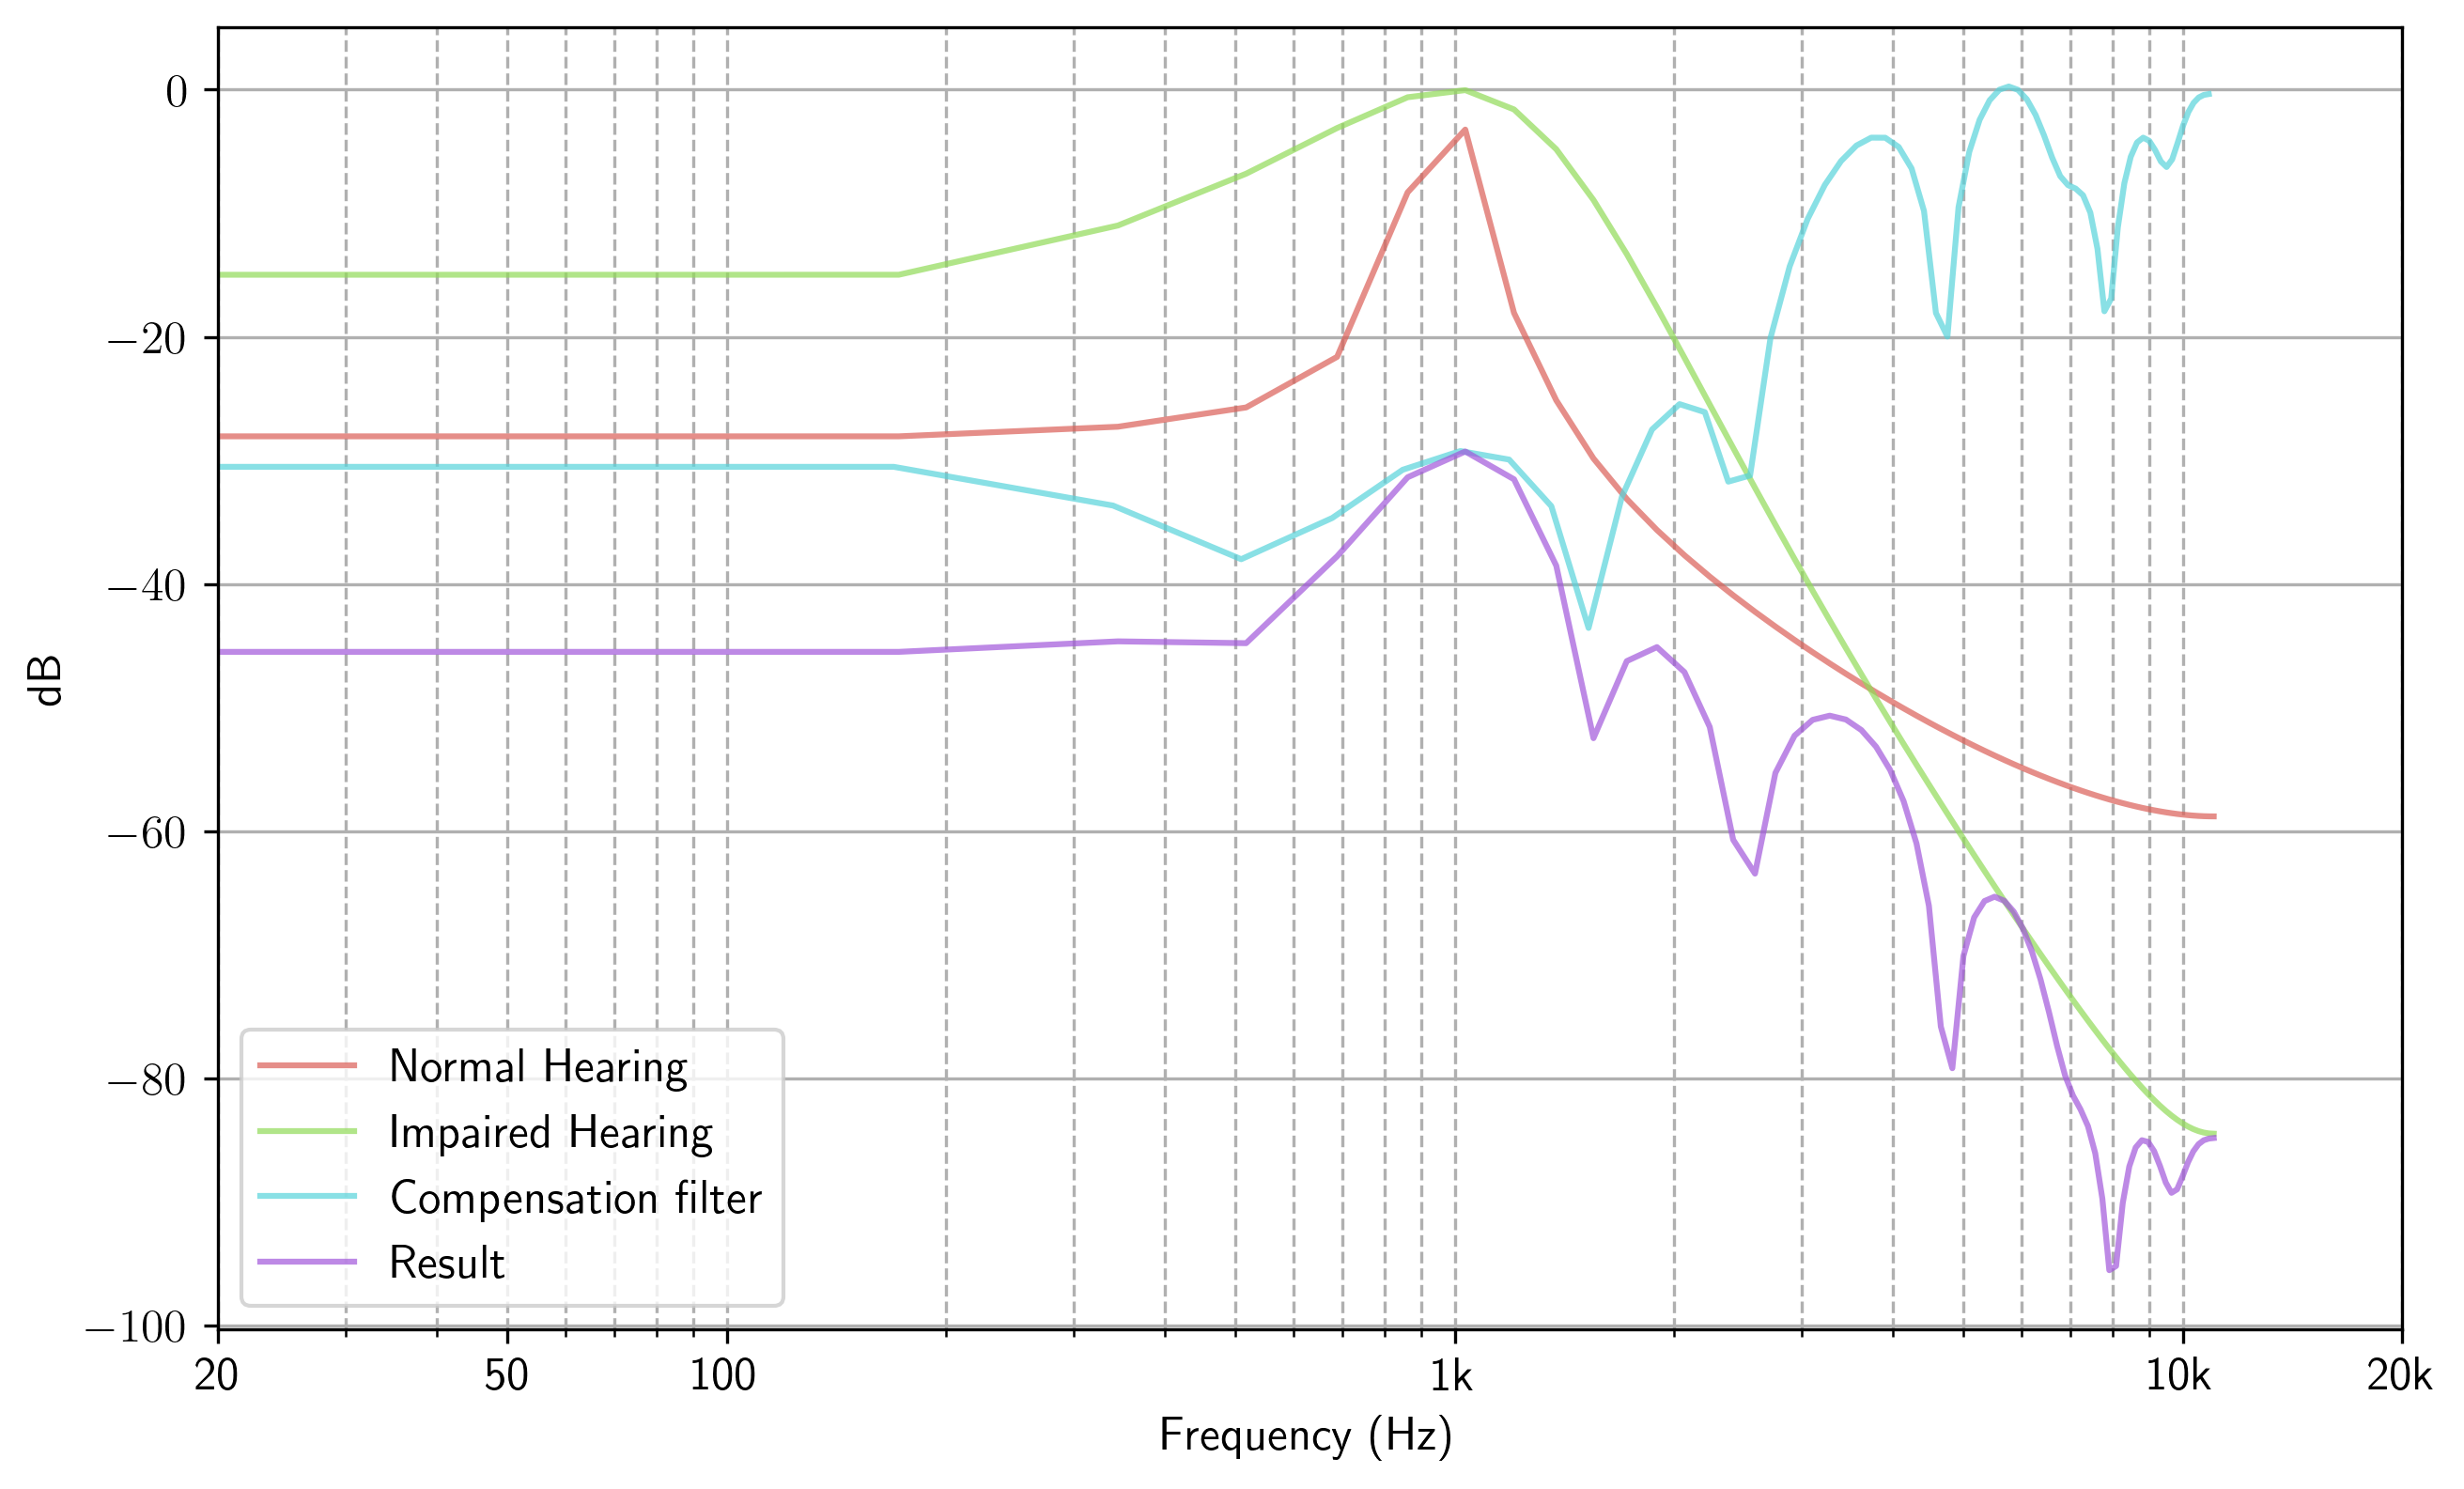 0
−20
−40
−60
−80
−100
dB
Normal Hearing
Impaired Hearing
Compensation filter
Result
20 50 100 1k 10k 20k
Frequency (Hz)